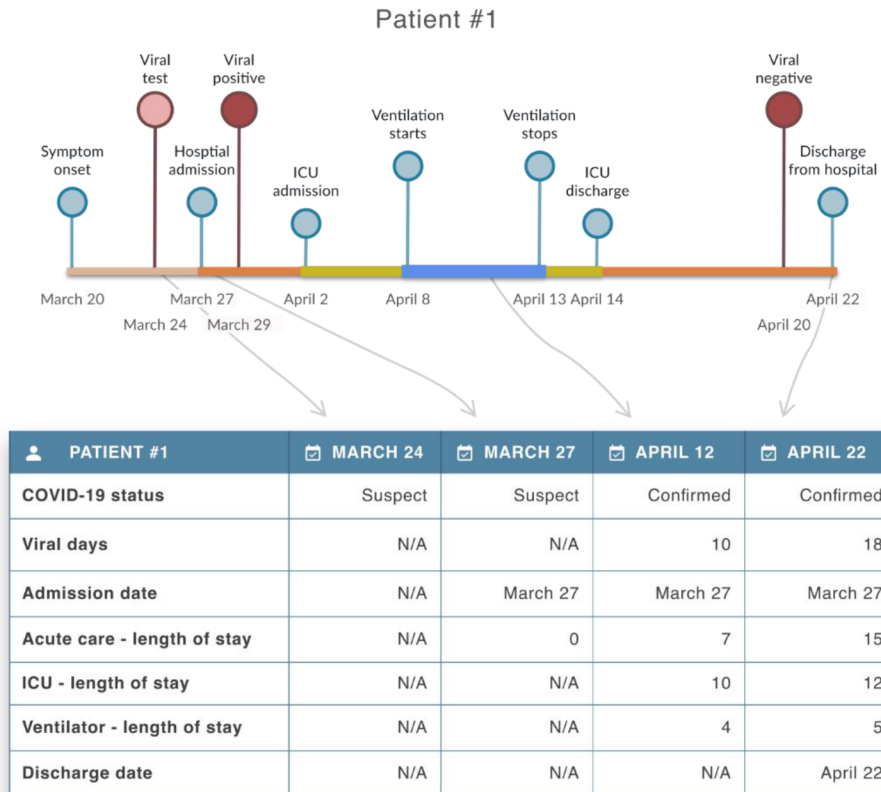 Patient #1
Viral
test
Viral
positive
Viral
negative
Ventilation
starts
Ventilation
stops
Symptom
onset
Hosptial
admission
ICU
admission
ICU
discharge
Discharge
from hospital
March 20
March 27
April 2
April 8
April 13
April 14
April 22
March 24
March 29
April 20
PATIENT #1 MARCH 24 MARCH 27 APRIL 12 APRIL 22
COVID-19 status Suspect Suspect Confirmed Confirmed
Viral days N/A N/A 10 18
Admission date N/A March 27 March 27 March 27
Acute care - length of stay N/A 0 7 15
ICU - length of stay N/A N/A 10 12
Ventilator - length of stay N/A N/A 4 5
Discharge date N/A N/A N/A April 22